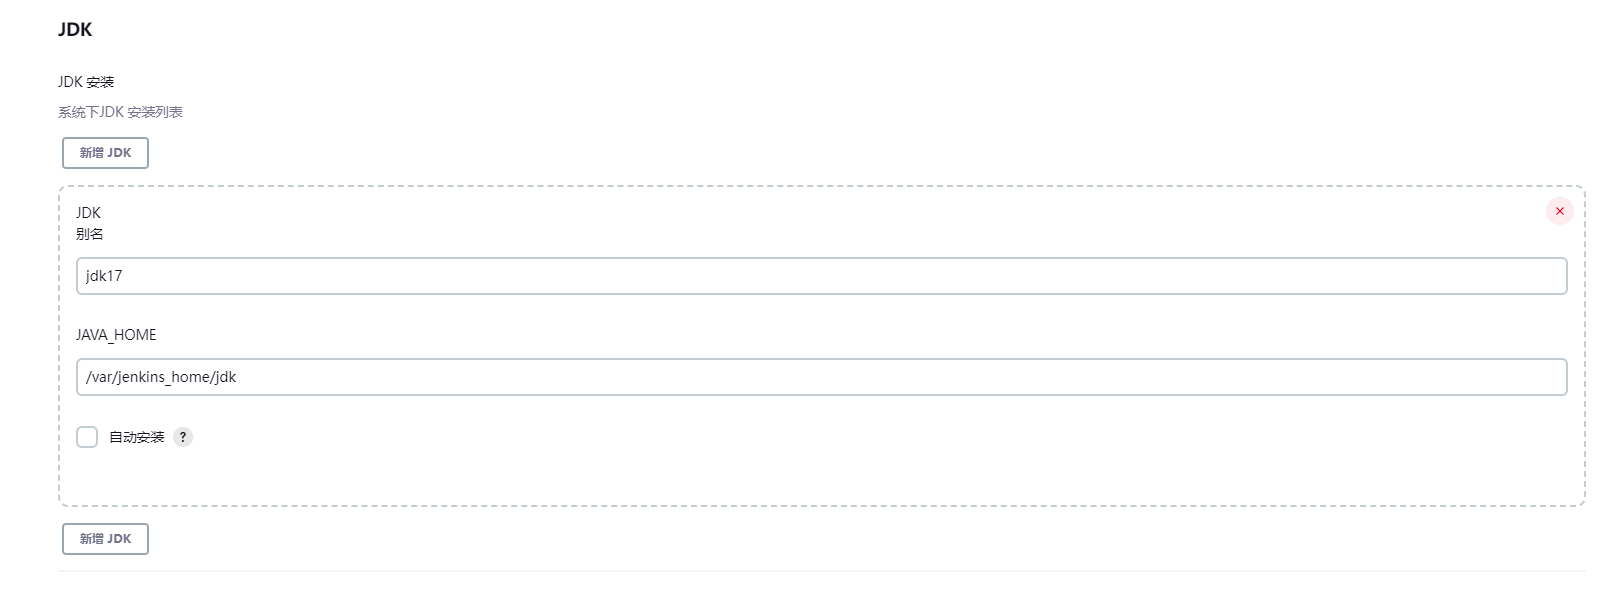 JDK
JDK 安装
系统下JDK 安装列表
新增 JDK
JDK
别名
jdk17
JAVA_HOME
/var/jenkins_home/jdk
自动安装 ?
新增 JDK